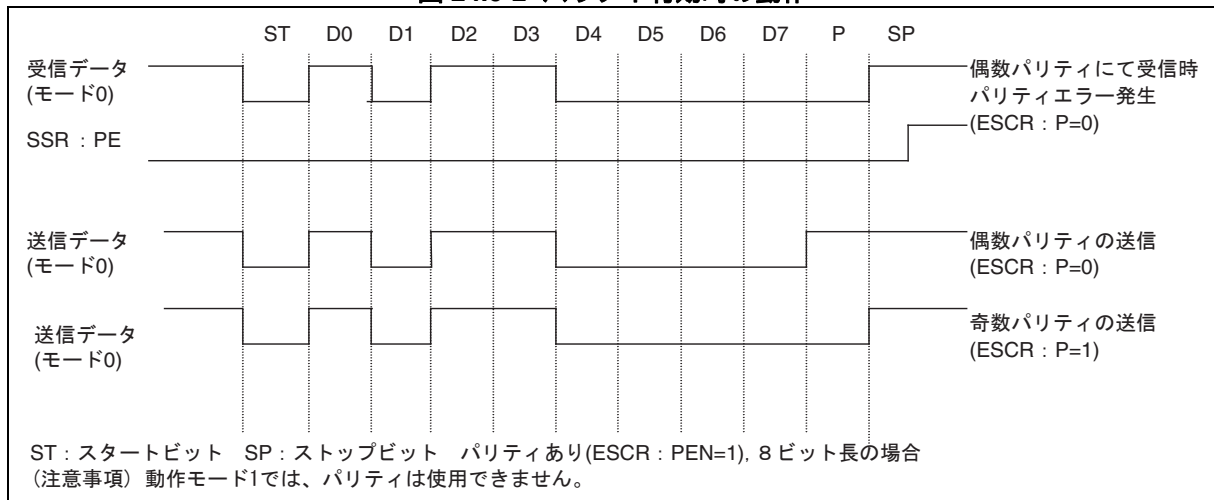 ST D0 D1 D2 D3 D4 D5 D6 D7 P SP
受信データ
(モード0)
偶数パリティにて受信時
パリティエラー発生
(ESCR：P=0)
SSR：PE
送信データ
(モード0)
偶数パリティの送信
(ESCR：P=0)
送信データ
(モード0)
奇数パリティの送信
(ESCR：P=1)
ST：スタートビット SP：ストップビット パリティあり(ESCR：PEN=1), 8 ビット長の場合
（注意事項）動作モード1では、パリティは使用できません。